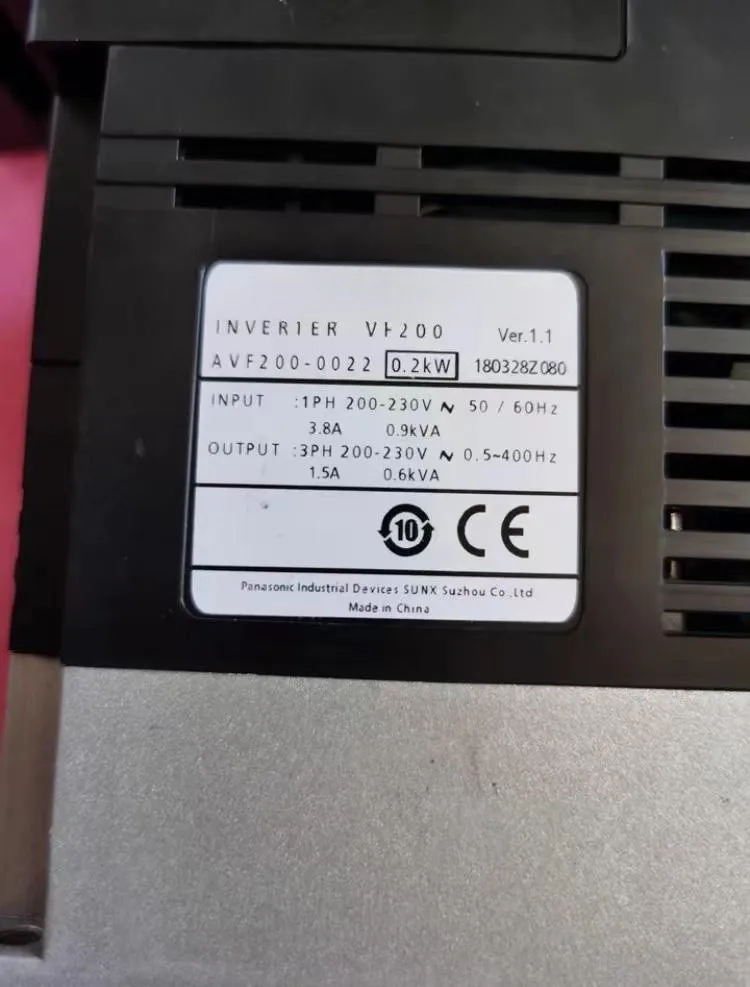 INVERTER VF200 Ver.1.1
AVF200-0022 0.2kW 180328Z080
INPUT :1PH 200-230V ~ 50 / 60Hz
3.8A 0.9kVA
OUTPUT :3PH 200-230V ~ 0.5~400Hz
1.5A 0.6kVA
10 CE
Panasonic Industrial Devices SUNX Suzhou Co.,Ltd
Made in China